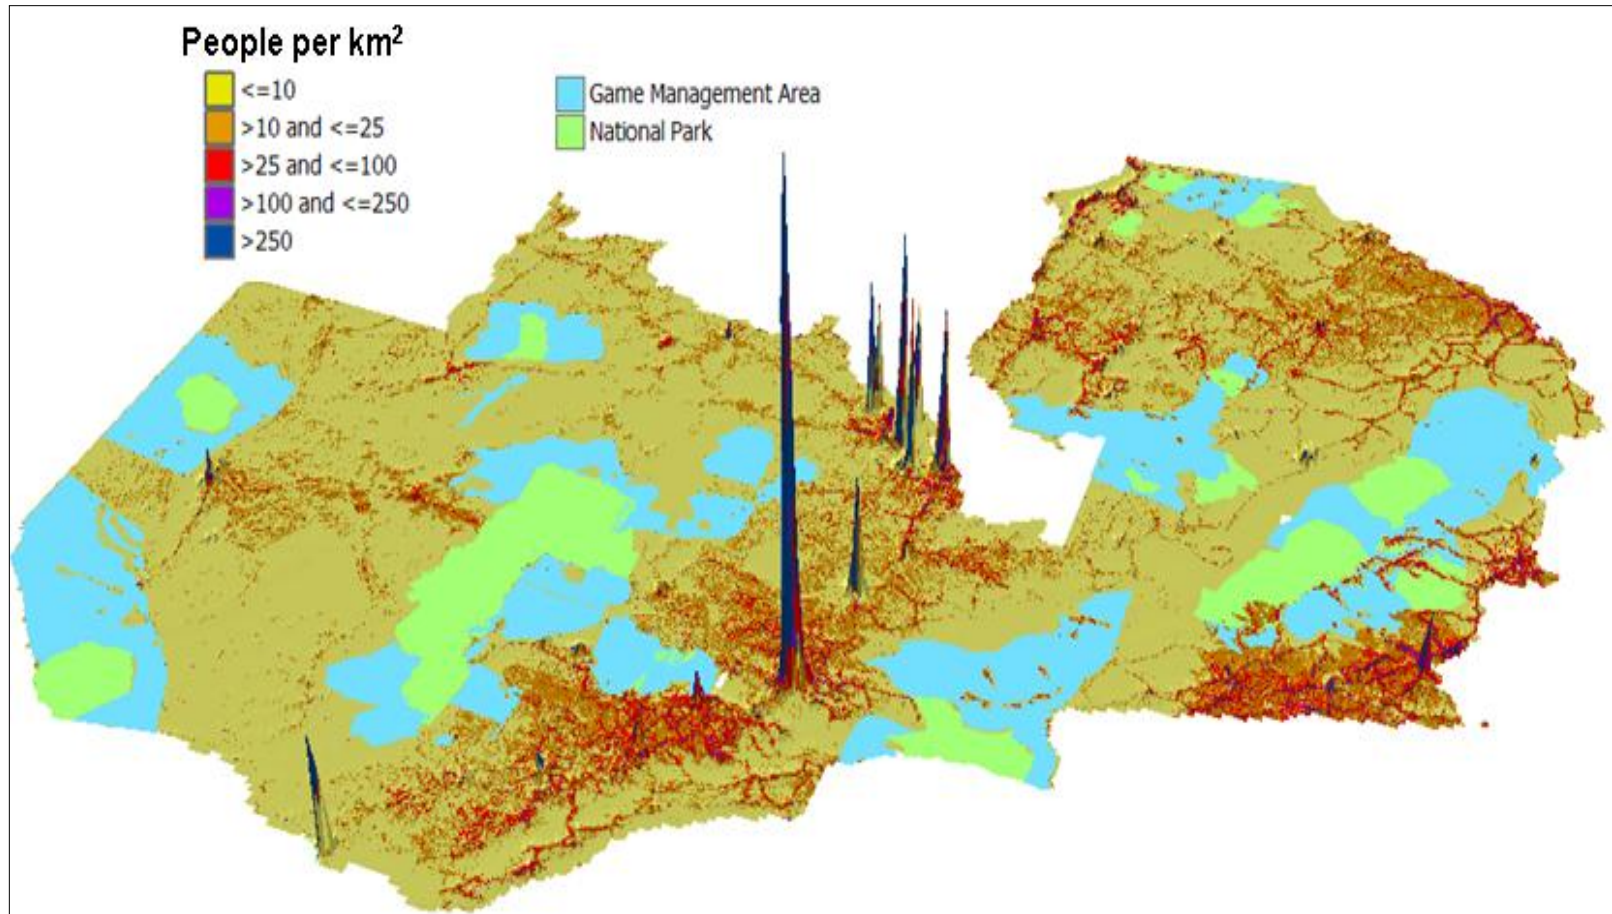 People per km²
<=10
>10 and <=25
>25 and <=100
>100 and <=250
>250
Game Management Area
National Park